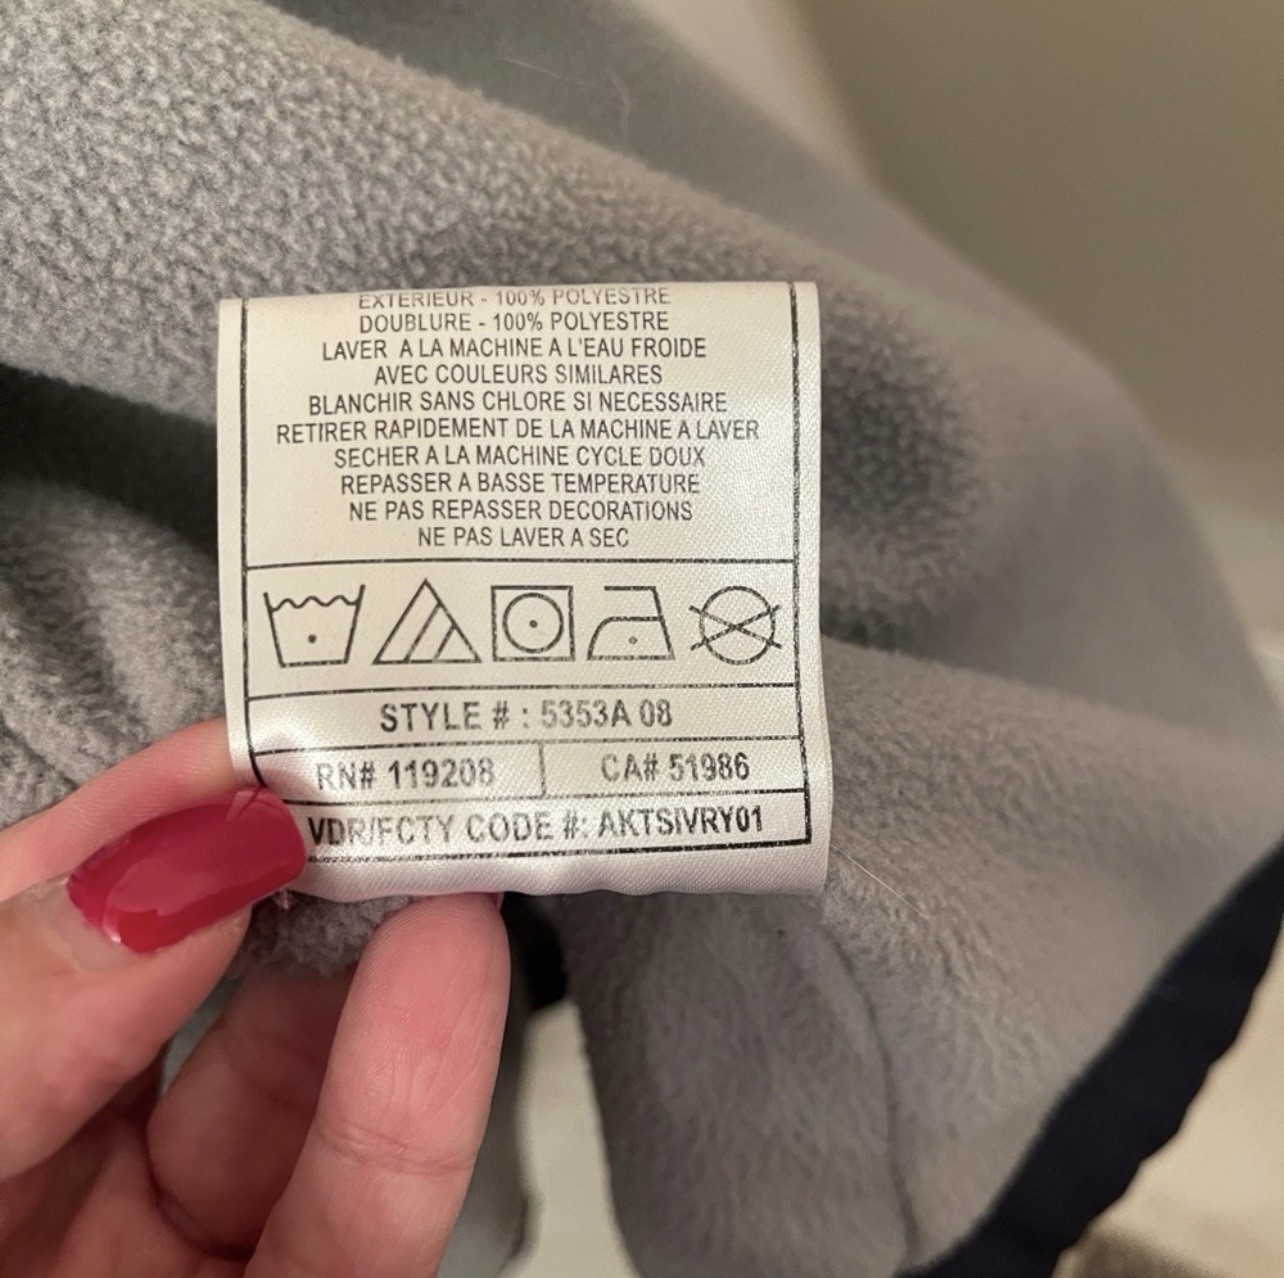 EXTERIEUR - 100% POLYESTRE
DOUBLURE - 100% POLYESTRE
LAVER A LA MACHINE A L'EAU FROIDE
AVEC COULEURS SIMILARES
BLANCHIR SANS CHLORE SI NECESSAIRE
RETIRER RAPIDEMENT DE LA MACHINE A LAVER
SECHER A LA MACHINE CYCLE DOUX
REPASSER A BASSE TEMPERATURE
NE PAS REPASSER DECORATIONS
NE PAS LAVER A SEC
STYLE # : 5353A 08
RN# 119208 CA# 51986
VDR/FCTY CODE #: AKTSIVRY01